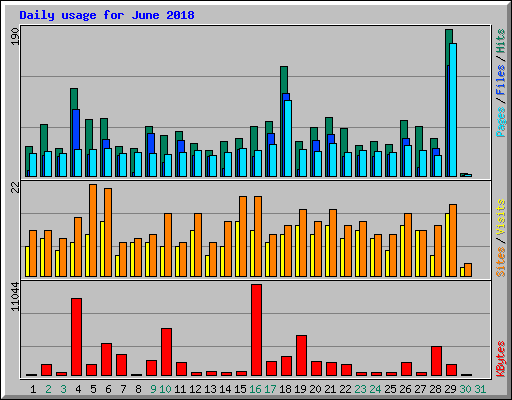 Daily usage for June 2018
190
22
11044
Pages / Files / Hits
Sites / Visits
KBytes
1 2 3 4 5 6 7 8 9 10 11 12 13 14 15 16 17 18 19 20 21 22 23 24 25 26 27 28 29 30 31